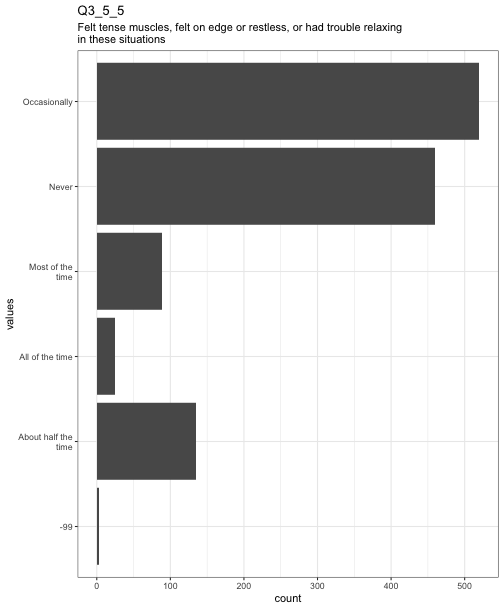 Q3_5_5
Felt tense muscles, felt on edge or restless, or had trouble relaxing
in these situations
Occasionally
Never
Most of the
time
All of the time
About half the
time
-99
values
0 100 200 300 400 500
count